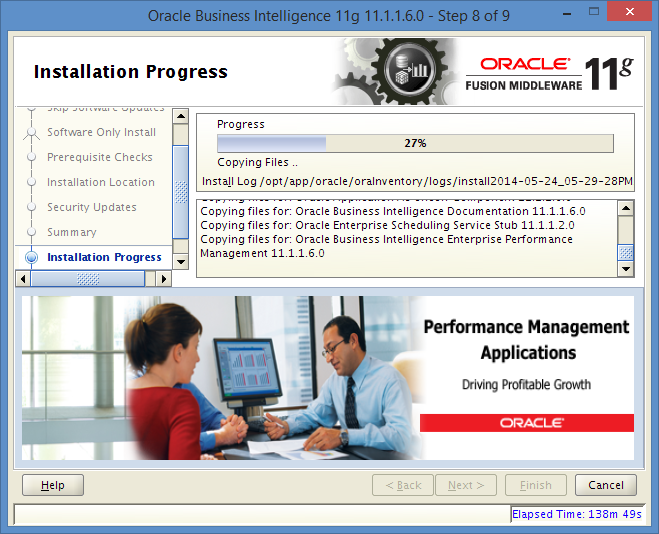 Oracle Business Intelligence 11g 11.1.1.6.0 - Step 8 of 9
Installation Progress
ORACLE
FUSION MIDDLEWARE
11g
Skip Software Updates
Software Only Install
Prerequisite Checks
Installation Location
Security Updates
Summary
Installation Progress
Progress
27%
Copying Files ..
Install Log /opt/app/oracle/oraInventory/logs/install2014-05-24_05-29-28PM
Copying files for: Oracle Business Intelligence Documentation 11.1.1.6.0
Copying files for: Oracle Enterprise Scheduling Service Stub 11.1.1.2.0
Copying files for: Oracle Business Intelligence Enterprise Performance
Management 11.1.1.6.0
Performance Management
Applications
Driving Profitable Growth
ORACLE
Help
< Back
Next >
Finish
Cancel
Elapsed Time: 138m 49s